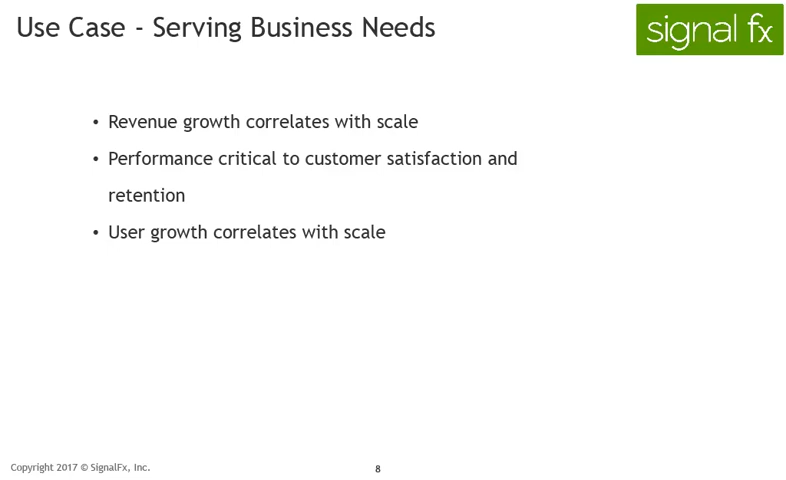 Use Case - Serving Business Needs
signal fx
• Revenue growth correlates with scale
• Performance critical to customer satisfaction and
retention
• User growth correlates with scale
Copyright 2017 © SignalFx, Inc.
8